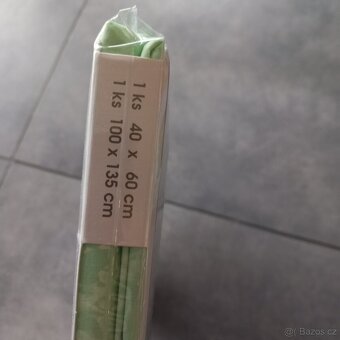 1 ks 40 x 60 cm
1 ks 100 x 135 cm
© Bazos.cz